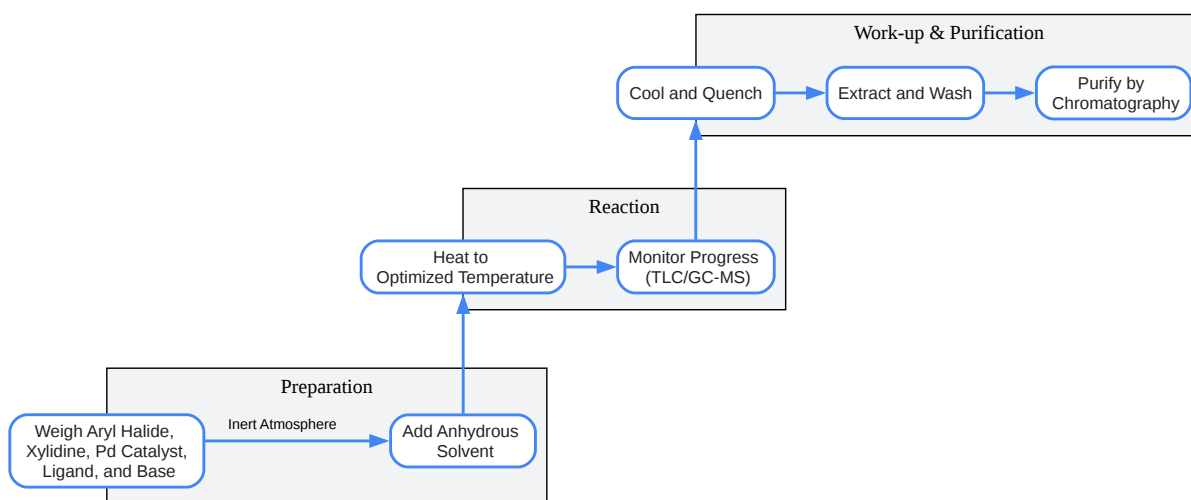 Work-up & Purification
Cool and Quench
Extract and Wash
Purify by
Chromatography
Reaction
Heat to
Optimized Temperature
Monitor Progress
(TLC/GC-MS)
Preparation
Weigh Aryl Halide,
Xylidine, Pd Catalyst,
Ligand, and Base
Inert Atmosphere
Add Anhydrous
Solvent